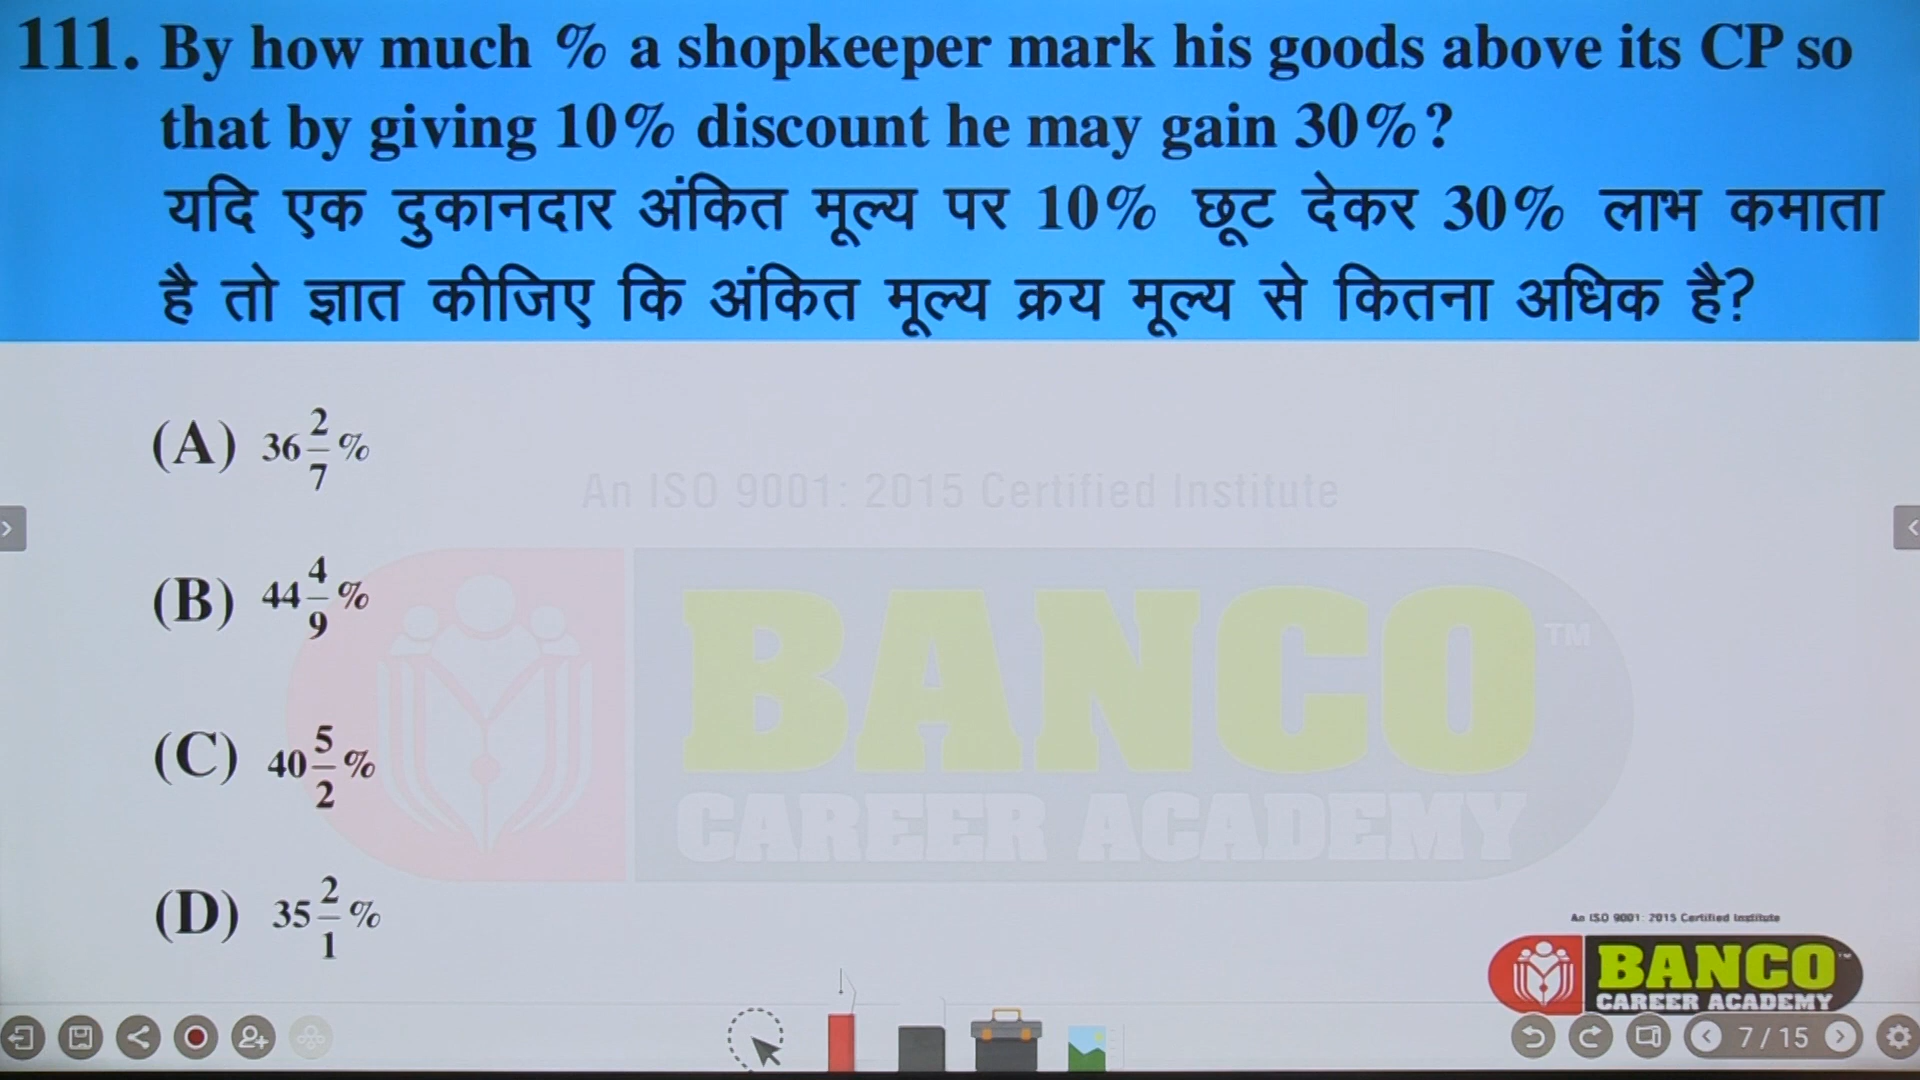 111. By how much % a shopkeeper mark his goods above its CP so
that by giving 10% discount he may gain 30%?
यदि एक दुकानदार अंकित मूल्य पर 10% छूट देकर 30% लाभ कमाता
है तो ज्ञात कीजिए कि अंकित मूल्य क्रय मूल्य से कितना अधिक है?
(A) 36 2/7 %
An ISO 9001: 2015 Certified Institute
(B) 44 4/9 %
BANCO TM
(C) 40 5/2 %
CAREER ACADEMY
(D) 35 2/1 %
An ISO 9001: 2015 Certified Institute
BANCO TM
CAREER ACADEMY
7/15